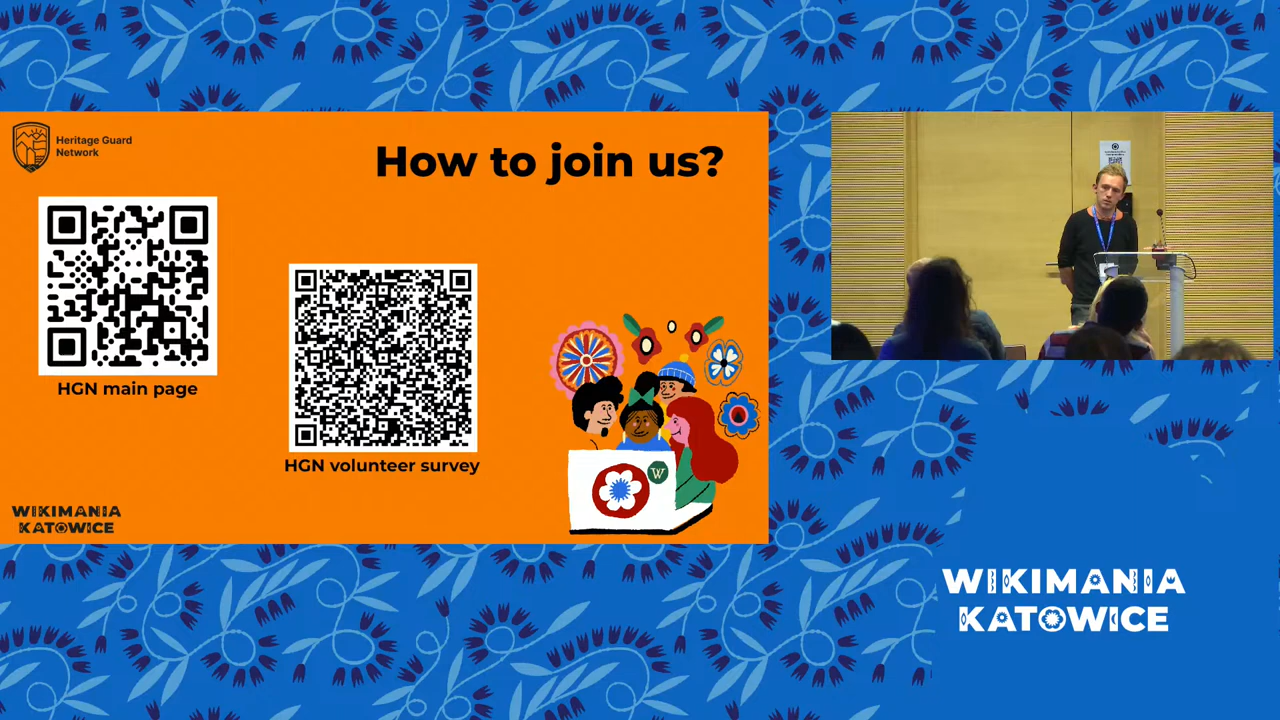 Heritage Guard
Network
How to join us?
HGN main page
HGN volunteer survey
W
WIKIMANIA
KATOWICE
WIKIMANIA
KATOWICE